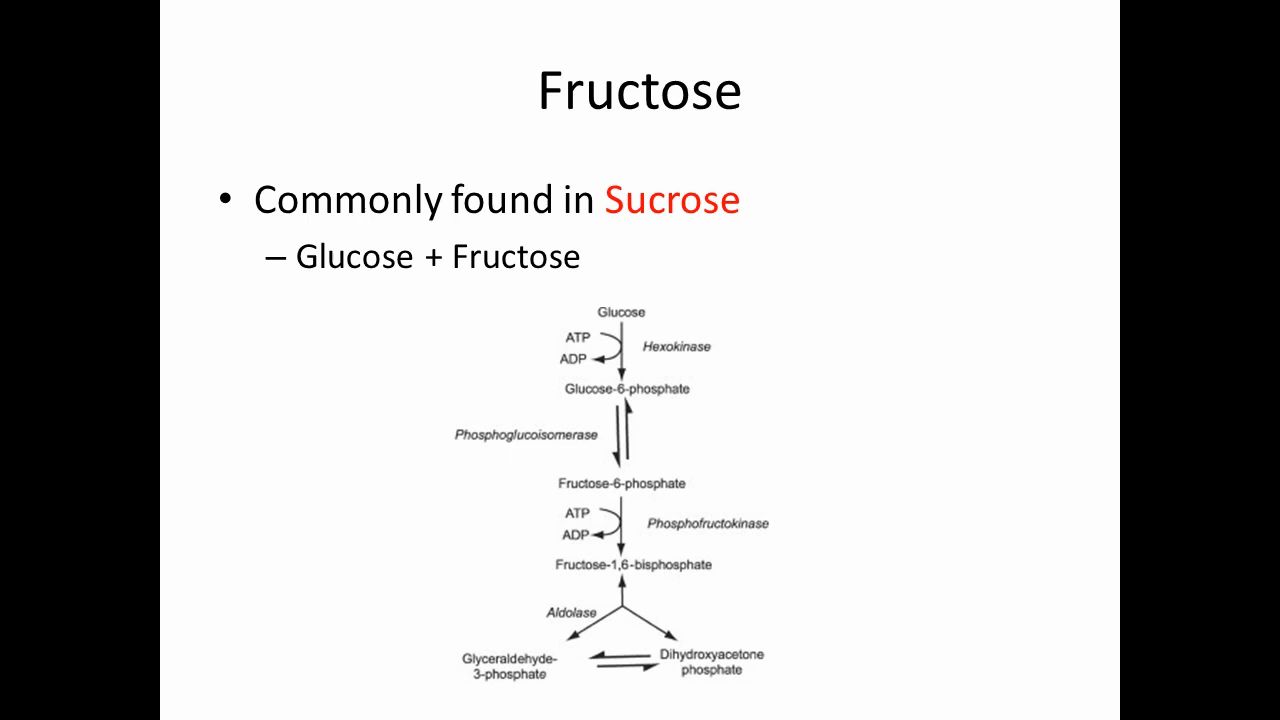 Fructose
• Commonly found in Sucrose
– Glucose + Fructose
Glucose
ATP
Hexokinase
ADP
Glucose-6-phosphate
Phosphoglucoisomerase
Fructose-6-phosphate
ATP
Phosphofructokinase
ADP
Fructose-1,6-bisphosphate
Aldolase
Glyceraldehyde-
3-phosphate
Dihydroxyacetone
phosphate